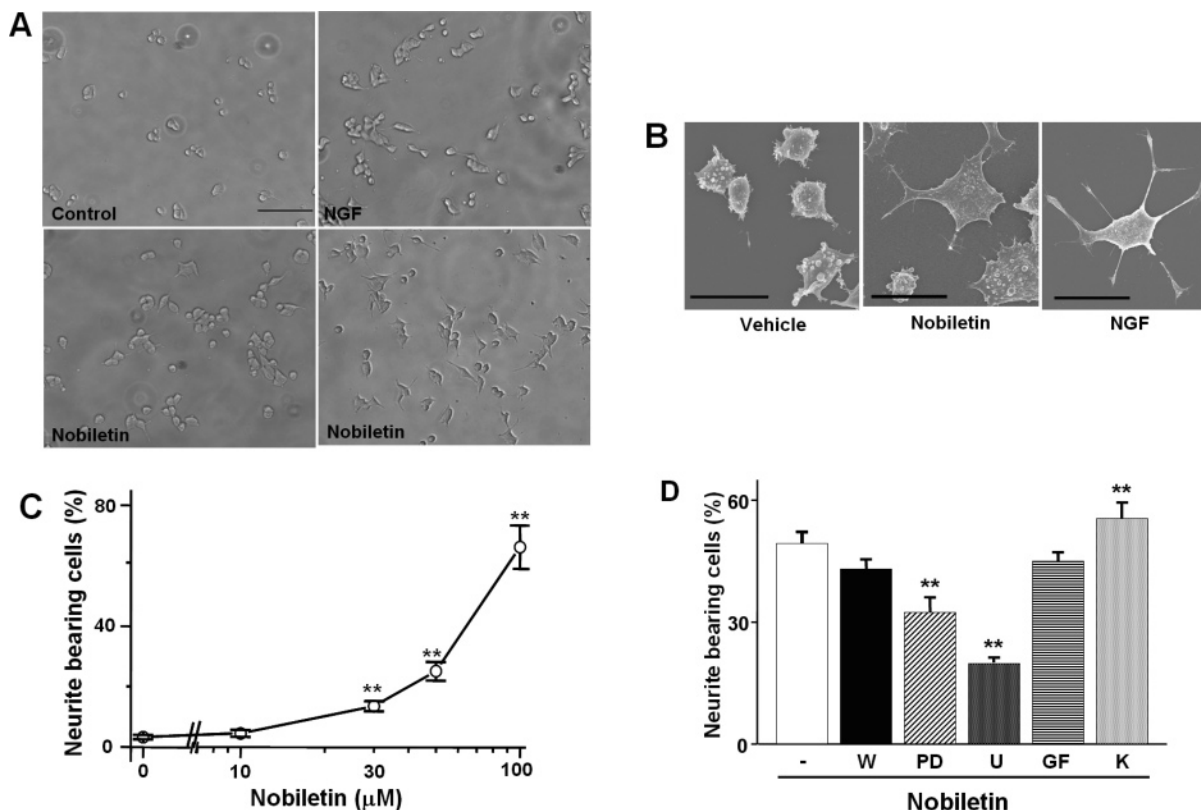 A
Control
NGF
Nobiletin
Nobiletin
B
Vehicle
Nobiletin
NGF
C
Neurite bearing cells (%)
80
**
40
**
**
0
0
10
30
100
Nobiletin (μM)
D
Neurite bearing cells (%)
60
**
**
30
**
0
-
W
PD
U
GF
K
Nobiletin